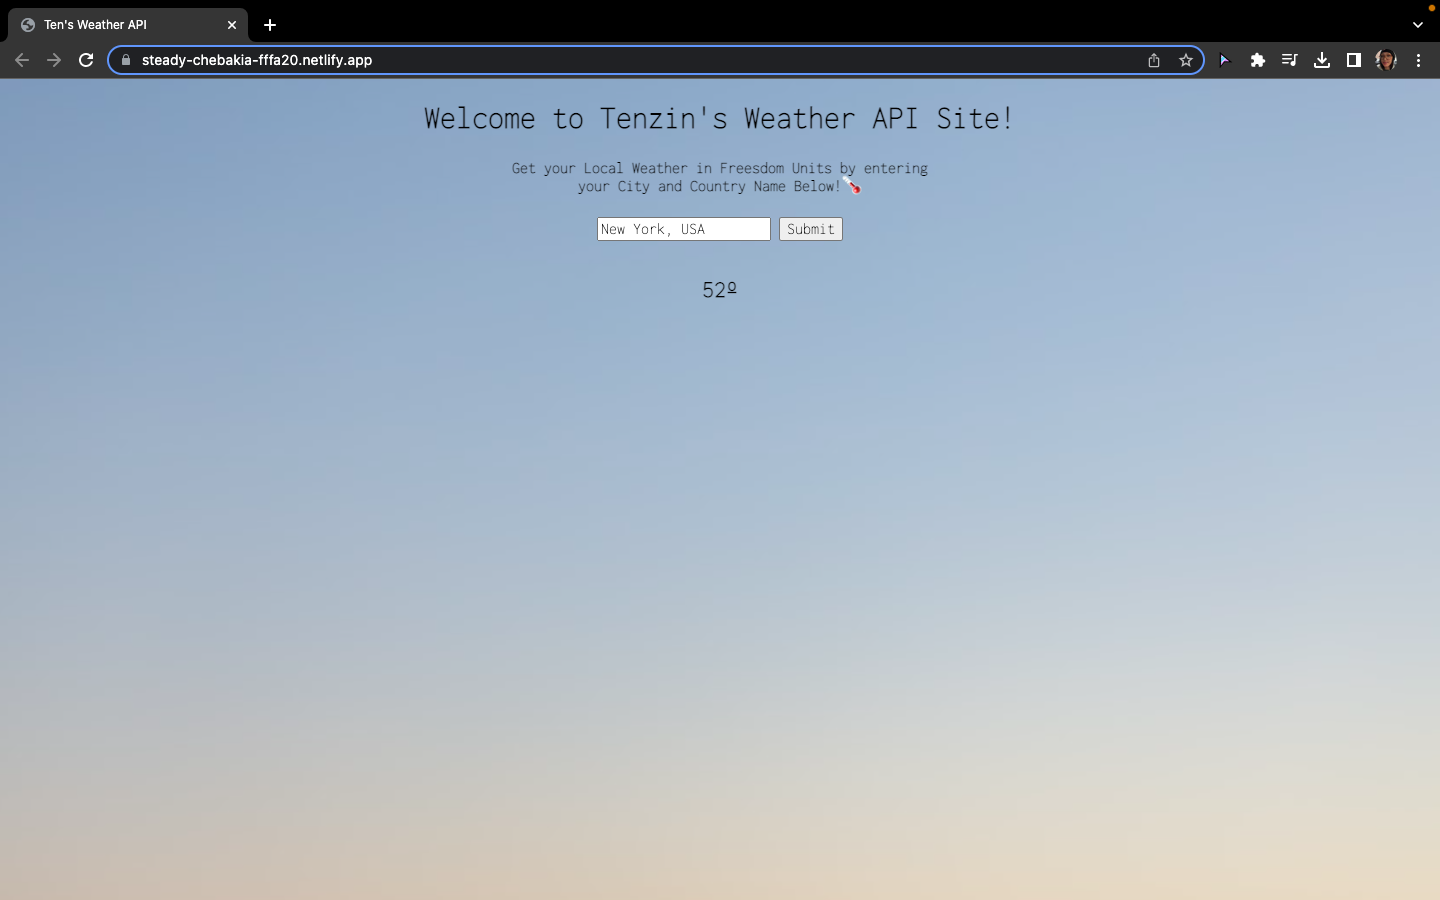 Ten's Weather API
steady-chebakia-fffa20.netlify.app
Welcome to Tenzin's Weather API Site!
Get your Local Weather in Freesdom Units by entering
your City and Country Name Below!🌡️
New York, USA Submit
52º